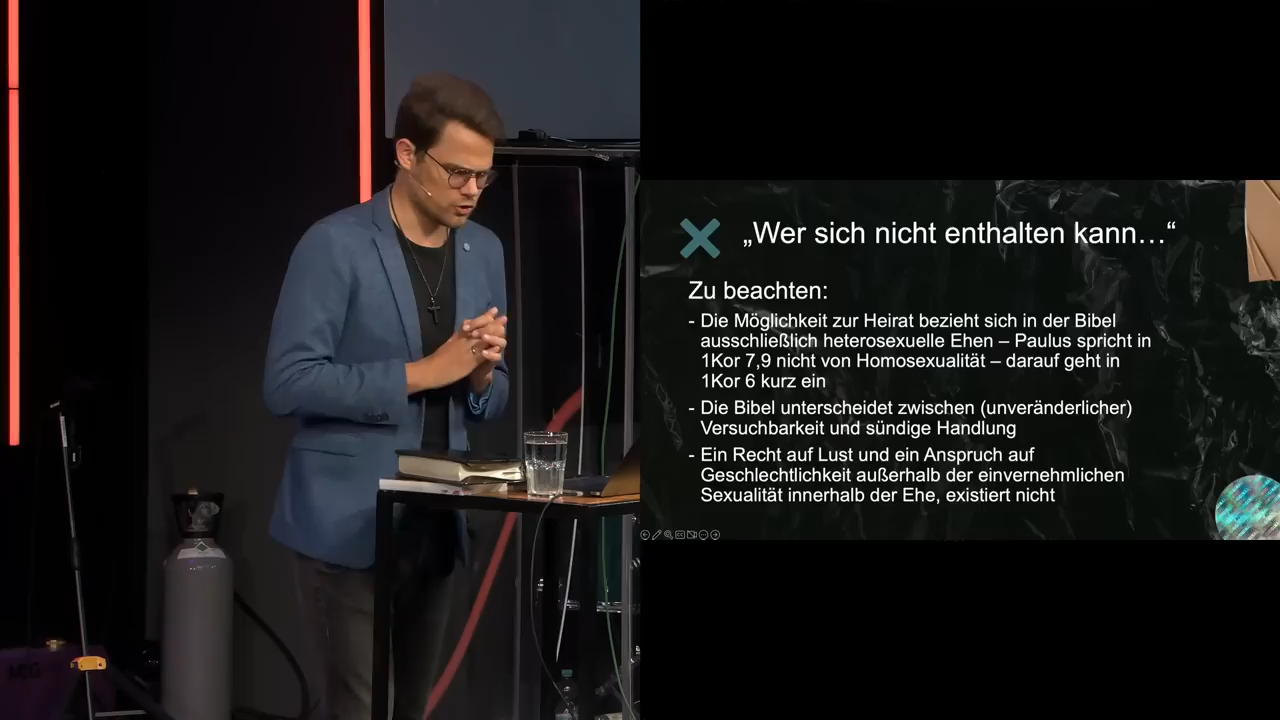 „Wer sich nicht enthalten kann…“
Zu beachten:
- Die Möglichkeit zur Heirat bezieht sich in der Bibel
ausschließlich heterosexuelle Ehen – Paulus spricht in
1Kor 7,9 nicht von Homosexualität – darauf geht in
1Kor 6 kurz ein
- Die Bibel unterscheidet zwischen (unveränderlicher)
Versuchbarkeit und sündige Handlung
- Ein Recht auf Lust und ein Anspruch auf
Geschlechtlichkeit außerhalb der einvernehmlichen
Sexualität innerhalb der Ehe, existiert nicht